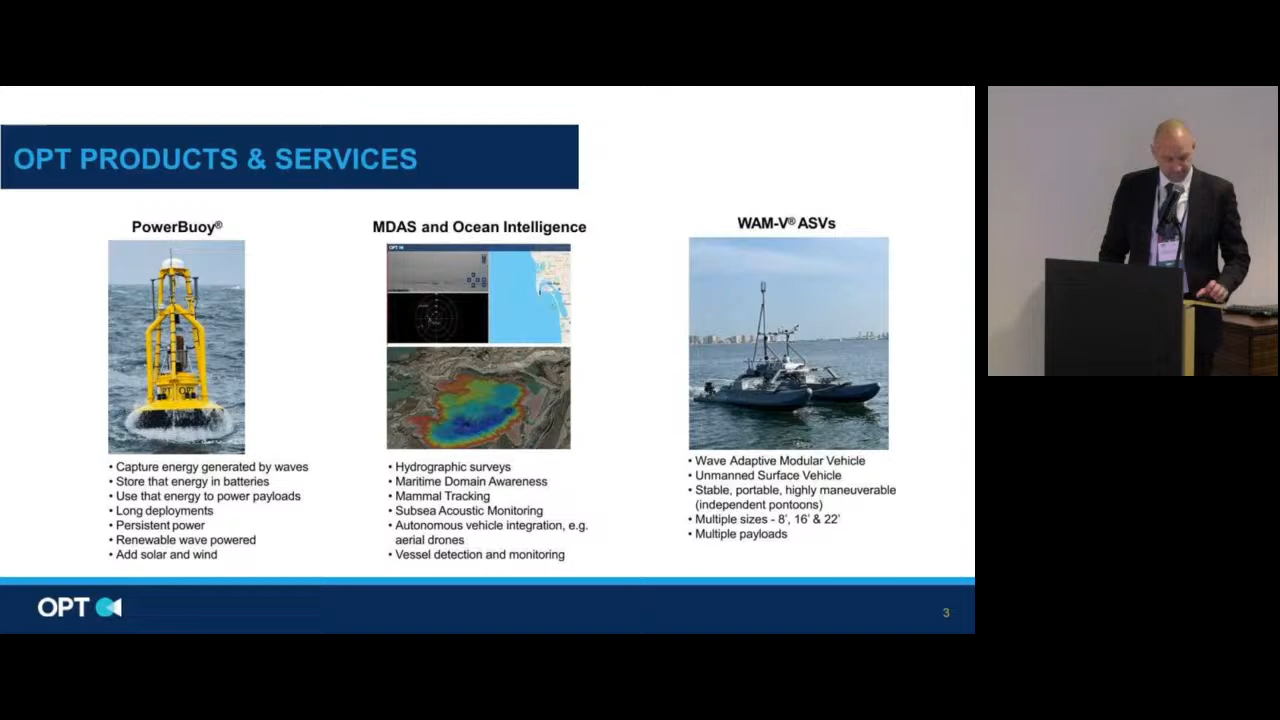 OPT PRODUCTS & SERVICES
PowerBuoy®
• Capture energy generated by waves
• Store that energy in batteries
• Use that energy to power payloads
• Long deployments
• Persistent power
• Renewable wave powered
• Add solar and wind
MDAS and Ocean Intelligence
• Hydrographic surveys
• Maritime Domain Awareness
• Mammal Tracking
• Subsea Acoustic Monitoring
• Autonomous vehicle integration, e.g.
aerial drones
• Vessel detection and monitoring
WAM-V® ASVs
• Wave Adaptive Modular Vehicle
• Unmanned Surface Vehicle
• Stable, portable, highly maneuverable
(independent pontoons)
• Multiple sizes - 8', 16' & 22'
• Multiple payloads
OPT
3